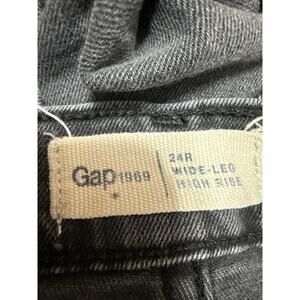 Gap 1969
24R
WIDE-LEG
HIGH RISE